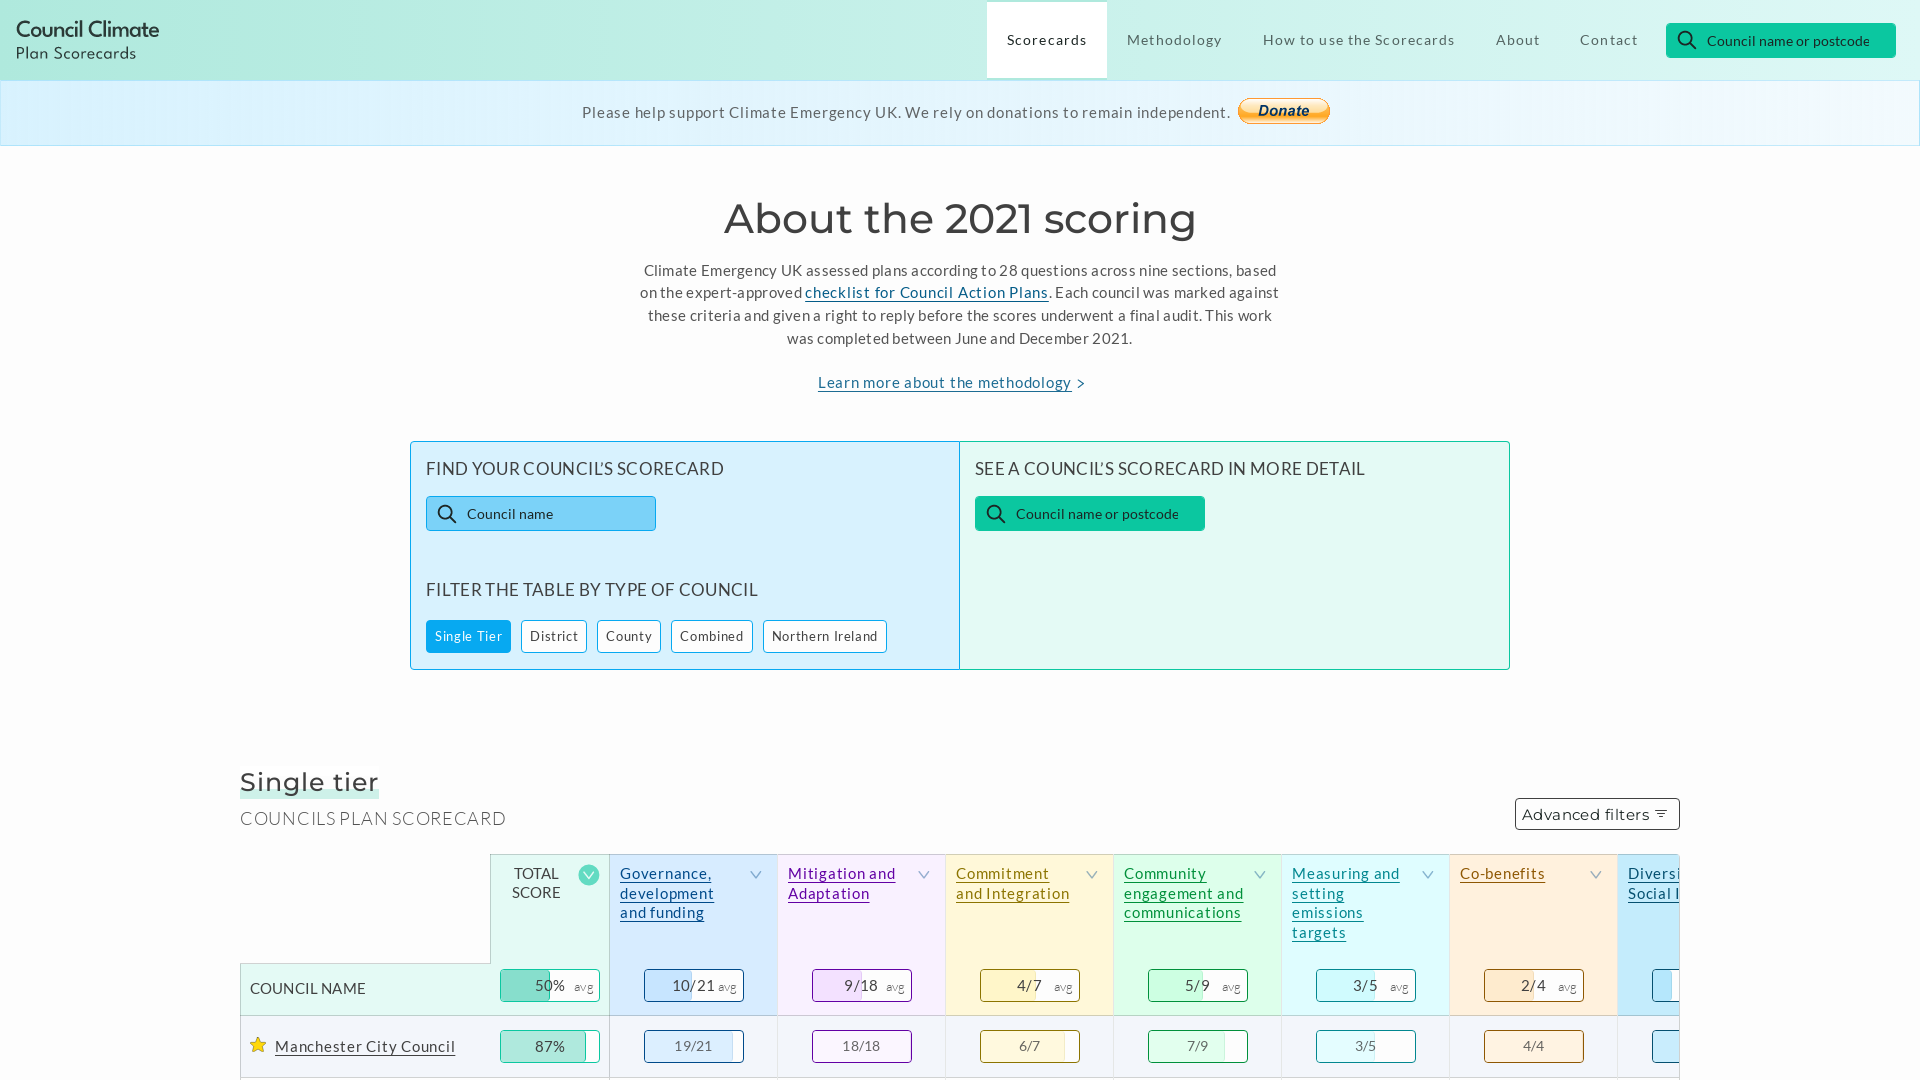 Council Climate
Plan Scorecards
Scorecards
Methodology
How to use the Scorecards
About
Contact
Council name or postcode
Please help support Climate Emergency UK. We rely on donations to remain independent.
Donate
About the 2021 scoring
Climate Emergency UK assessed plans according to 28 questions across nine sections, based
on the expert-approved checklist for Council Action Plans. Each council was marked against
these criteria and given a right to reply before the scores underwent a final audit. This work
was completed between June and December 2021.
Learn more about the methodology >
FIND YOUR COUNCIL’S SCORECARD
Council name
FILTER THE TABLE BY TYPE OF COUNCIL
Single Tier
District
County
Combined
Northern Ireland
SEE A COUNCIL’S SCORECARD IN MORE DETAIL
Council name or postcode
Single tier
COUNCILS PLAN SCORECARD
Advanced filters
TOTAL
SCORE
Governance,
development
and funding
Mitigation and
Adaptation
Commitment
and Integration
Community
engagement and
communications
Measuring and
setting
emissions
targets
Co-benefits
Diversi
Social I
COUNCIL NAME
50% avg
10/21 avg
9/18 avg
4/7 avg
5/9 avg
3/5 avg
2/4 avg
Manchester City Council
87%
19/21
18/18
6/7
7/9
3/5
4/4